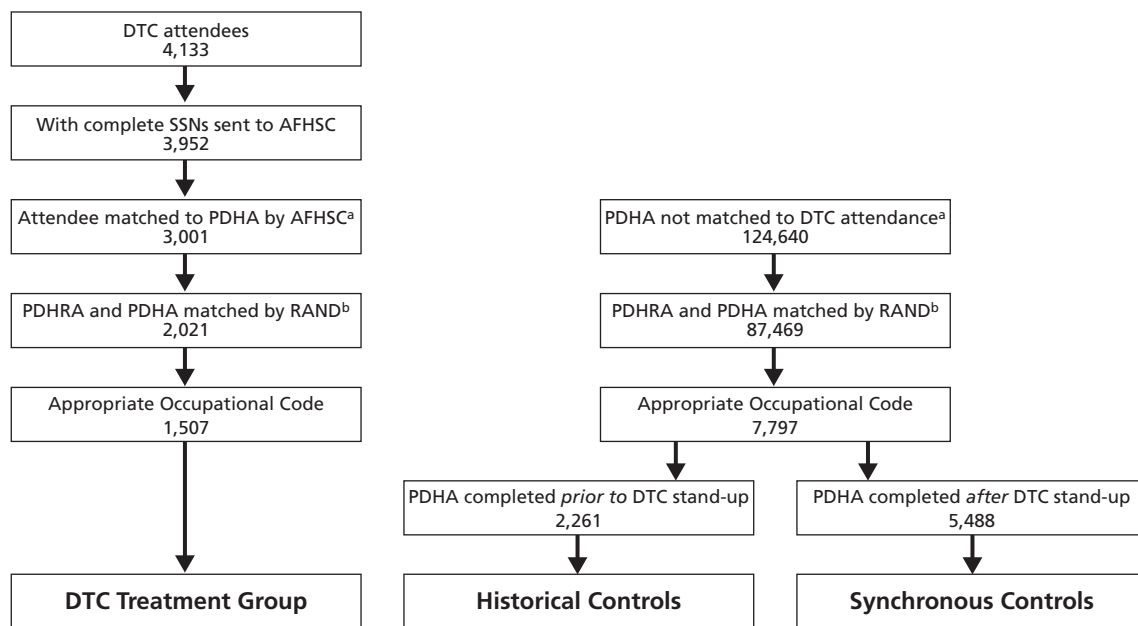 DTC attendees
4,133
With complete SSNs sent to AFHSC
3,952
Attendee matched to PDHA by AFHSCa
3,001
PDHRA and PDHA matched by RANDb
2,021
Appropriate Occupational Code
1,507
DTC Treatment Group
PDHA not matched to DTC attendancea
124,640
PDHRA and PDHA matched by RANDb
87,469
Appropriate Occupational Code
7,797
PDHA completed prior to DTC stand-up
2,261
Historical Controls
PDHA completed after DTC stand-up
5,488
Synchronous Controls